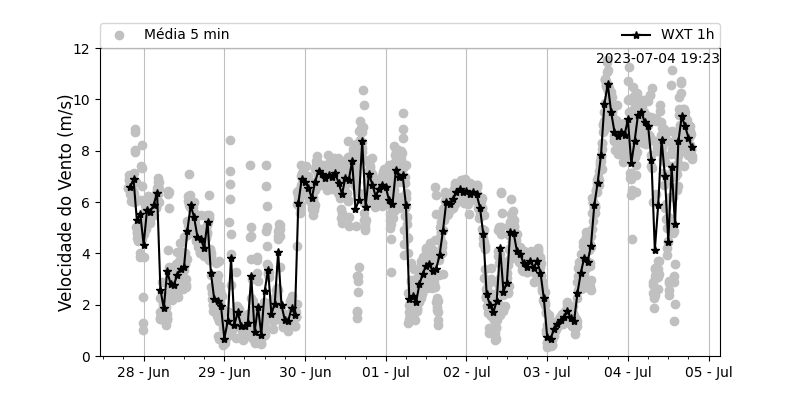 Média 5 min
WXT 1h
2023-07-04 19:23
Velocidade do Vento (m/s)
12
10
8
6
4
2
0
28 - Jun
29 - Jun
30 - Jun
01 - Jul
02 - Jul
03 - Jul
04 - Jul
05 - Jul